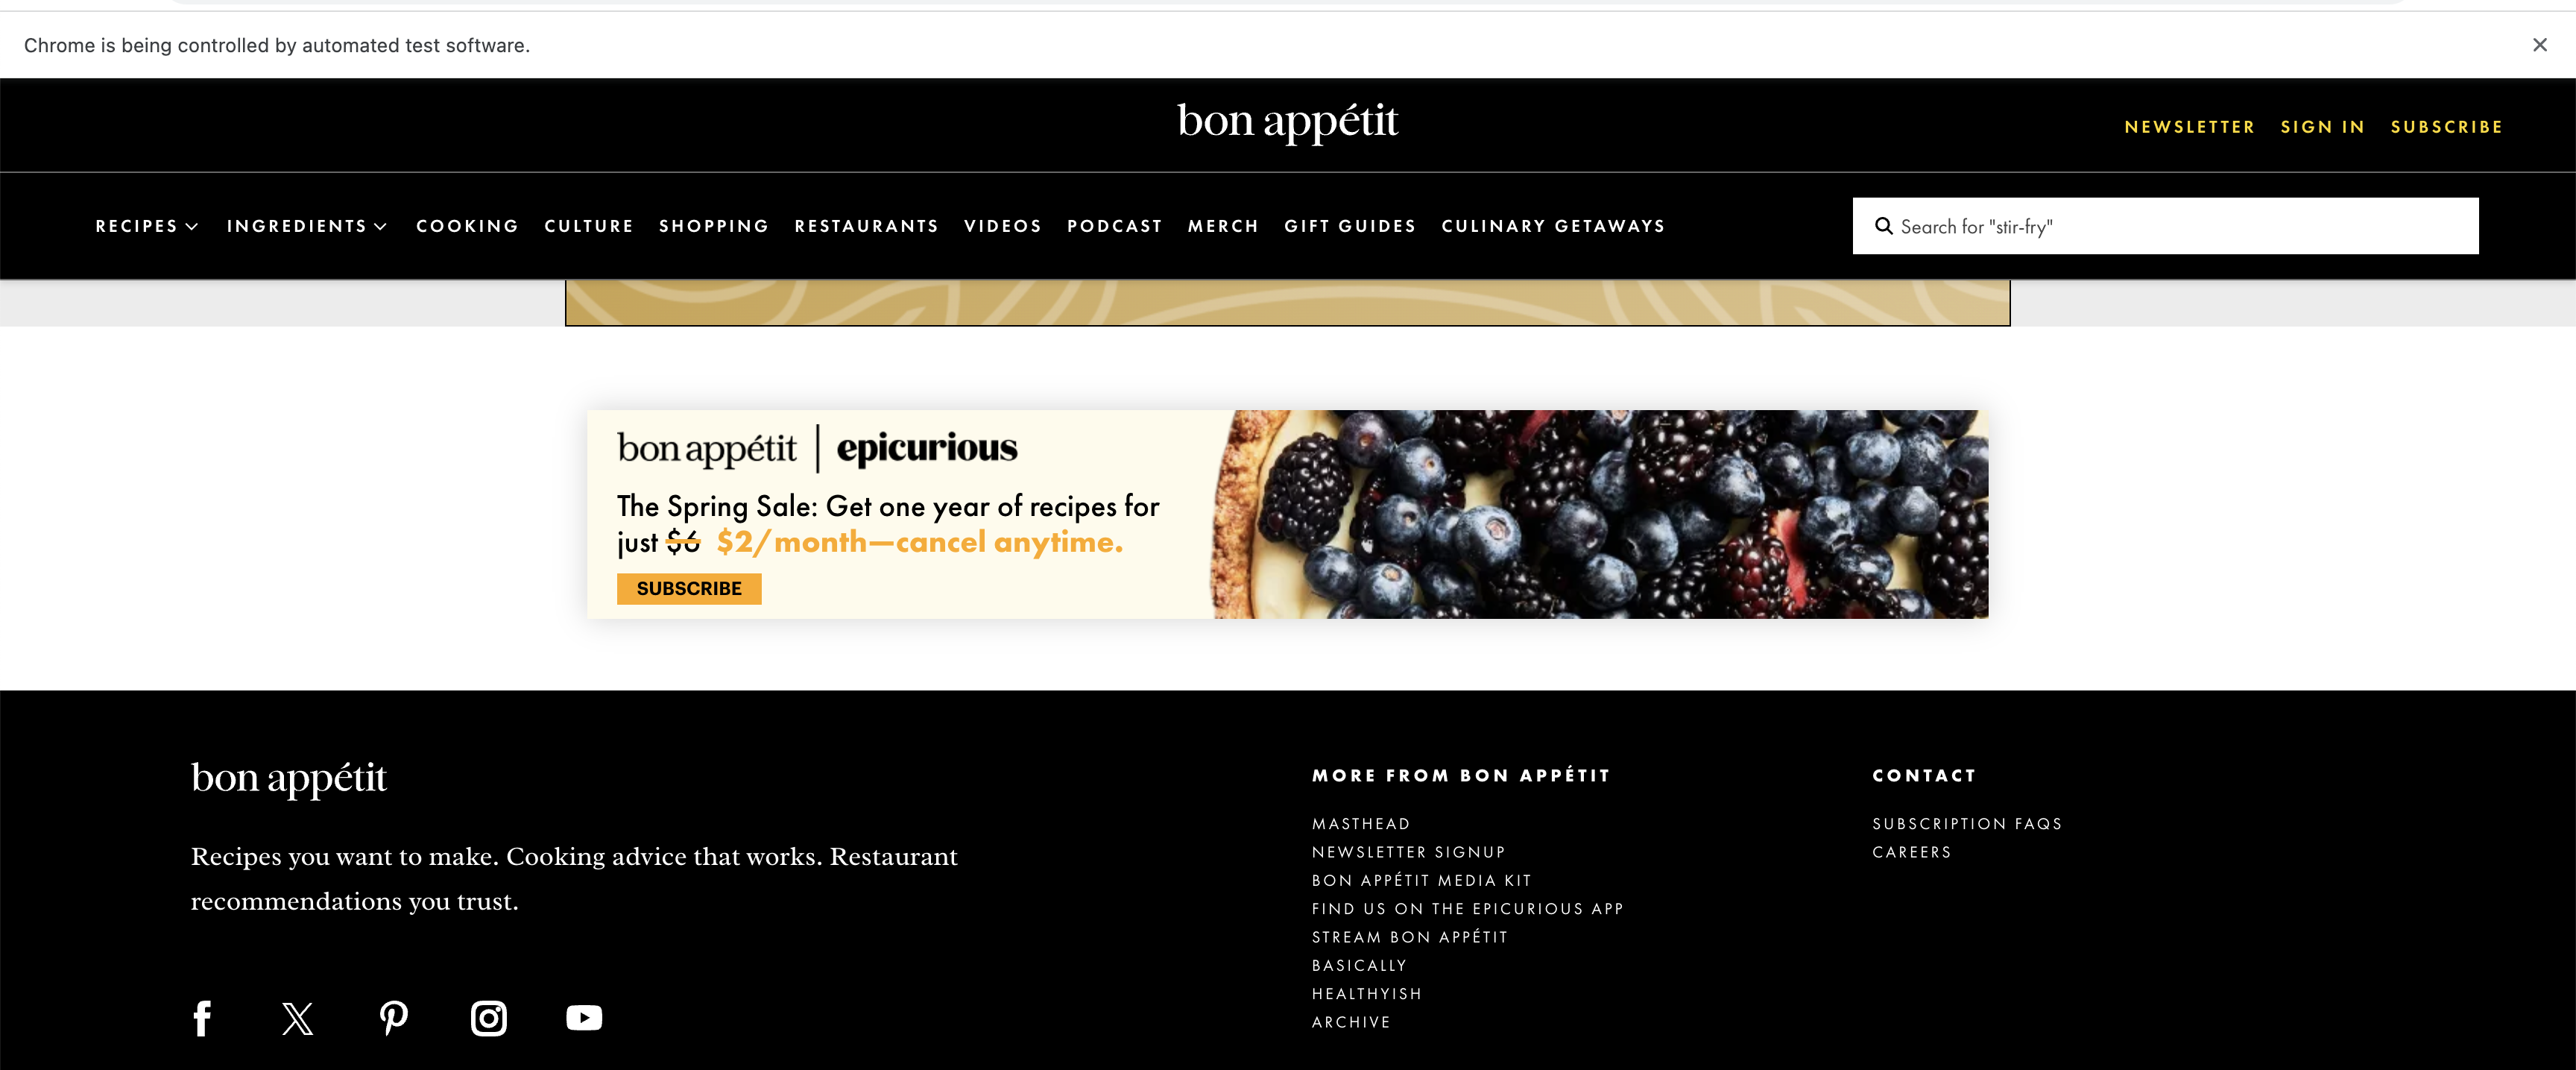 Chrome is being controlled by automated test software.
bon appétit
NEWSLETTER SIGN IN SUBSCRIBE
RECIPES INGREDIENTS COOKING CULTURE SHOPPING RESTAURANTS VIDEOS PODCAST MERCH GIFT GUIDES CULINARY GETAWAYS
Search for "stir-fry"
bon appétit | epicurious
The Spring Sale: Get one year of recipes for
just $6 $2/month—cancel anytime.
SUBSCRIBE
bon appétit
Recipes you want to make. Cooking advice that works. Restaurant
recommendations you trust.
MORE FROM BON APPÉTIT
MASTHEAD
NEWSLETTER SIGNUP
BON APPÉTIT MEDIA KIT
FIND US ON THE EPICURIOUS APP
STREAM BON APPÉTIT
BASICALLY
HEALTHYISH
ARCHIVE
CONTACT
SUBSCRIPTION FAQS
CAREERS